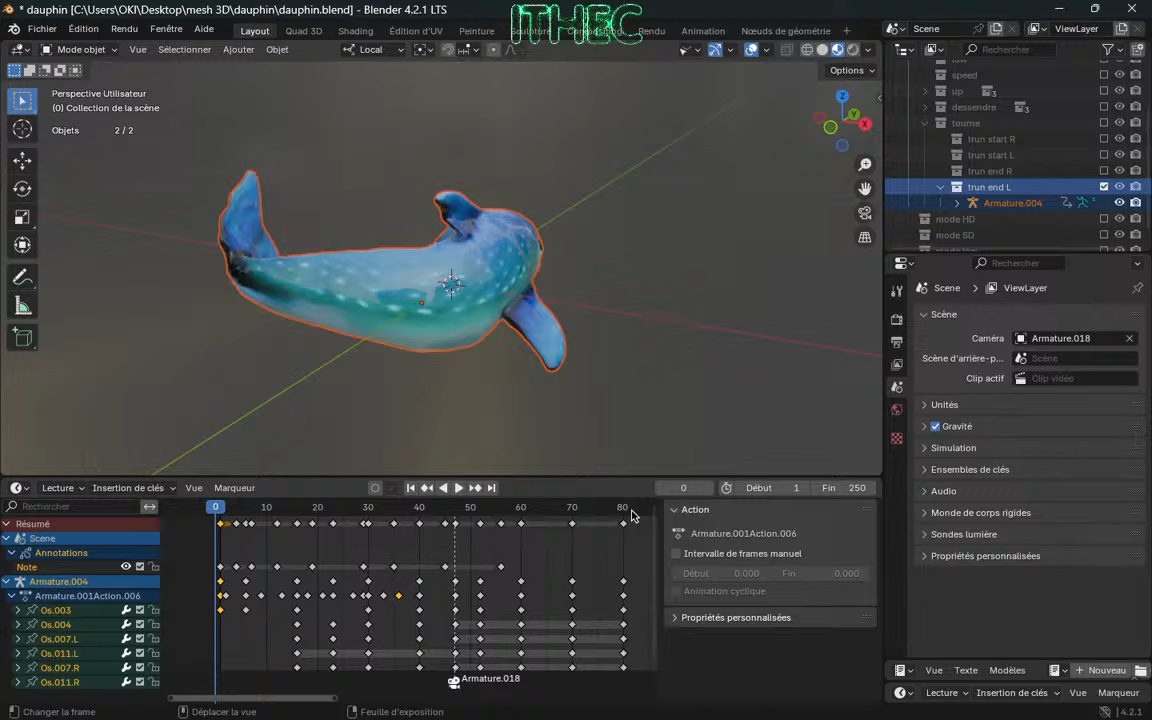 * dauphin [C:\Users\OKI\Desktop\mesh 3D\dauphin\dauphin.blend] - Blender 4.2.1 LTS
ITHEC
Fichier Édition Rendu Fenêtre Aide Layout Quad 3D Shading Édition d'UV Peinture Rendu Animation Nœuds de géométrie Scene ViewLayer
Mode objet Vue Sélectionner Ajouter Objet Local Rechercher
Options
Perspective Utilisateur
(0) Collection de la scène
Objets 2 / 2
Z
Y
X
speed
up 3
dessendre 3
tourne
trun start R
trun start L
trun end R
trun end L
Armature.004
mode HD
mode SD
Rechercher
Scene ViewLayer
Scène
Caméra Armature.018
Scène d'arrière-p... Scène
Clip actif Clip vidéo
Unités
Gravité
Simulation
Ensembles de clés
Audio
Monde de corps rigides
Sondes lumière
Propriétés personnalisées
Lecture Insertion de clés Vue Marqueur 0 Début 1 Fin 250
Rechercher 0 10 20 30 40 50 60 70 80
Résumé
Scene
Annotations
Note
Armature.004
Armature.001Action.006
Os.003
Os.004
Os.007.L
Os.011.L
Os.007.R
Os.011.R
Armature.018
Action
Armature.001Action.006
Intervalle de frames manuel
Début 0.000 Fin 0.000
Animation cyclique
Propriétés personnalisées
Vue Texte Modèles Nouveau
Lecture Insertion de clés Vue Marqueur
Changer la frame Déplacer la vue Feuille d'exposition 4.2.1